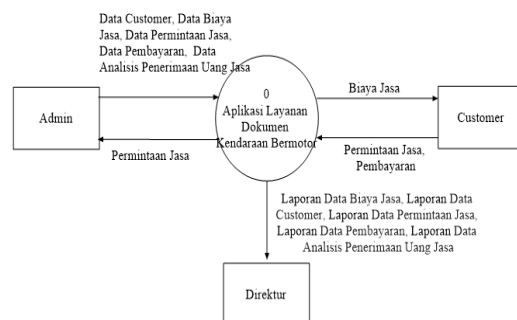 Data Customer, Data Biaya
Jasa, Data Permintaan Jasa,
Data Pembayaran, Data
Analisis Penerimaan Uang Jasa
Admin
0
Aplikasi Layanan
Dokumen
Kendaraan Bermotor
Biaya Jasa
Customer
Permintaan Jasa
Permintaan Jasa,
Pembayaran
Laporan Data Biaya Jasa, Laporan Data
Customer, Laporan Data Permintaan Jasa,
Laporan Data Pembayaran, Laporan Data
Analisis Penerimaan Uang Jasa
Direktur